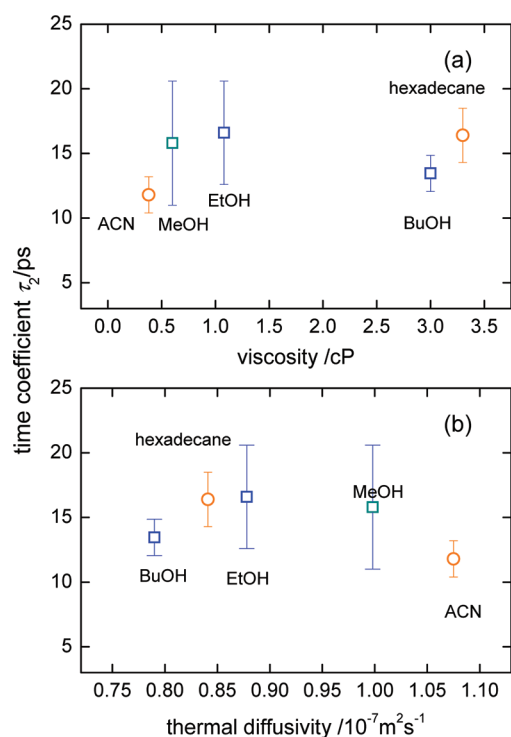 25
(a)
hexadecane
20
15
10
ACN MeOH EtOH BuOH
5
0.0 0.5 1.0 1.5 2.0 2.5 3.0 3.5
viscosity /cP
time coefficient τ₂/ps
25
(b)
hexadecane
20
MeOH
15
BuOH EtOH
10
ACN
5
0.75 0.80 0.85 0.90 0.95 1.00 1.05 1.10
thermal diffusivity /10⁻⁷m²s⁻¹